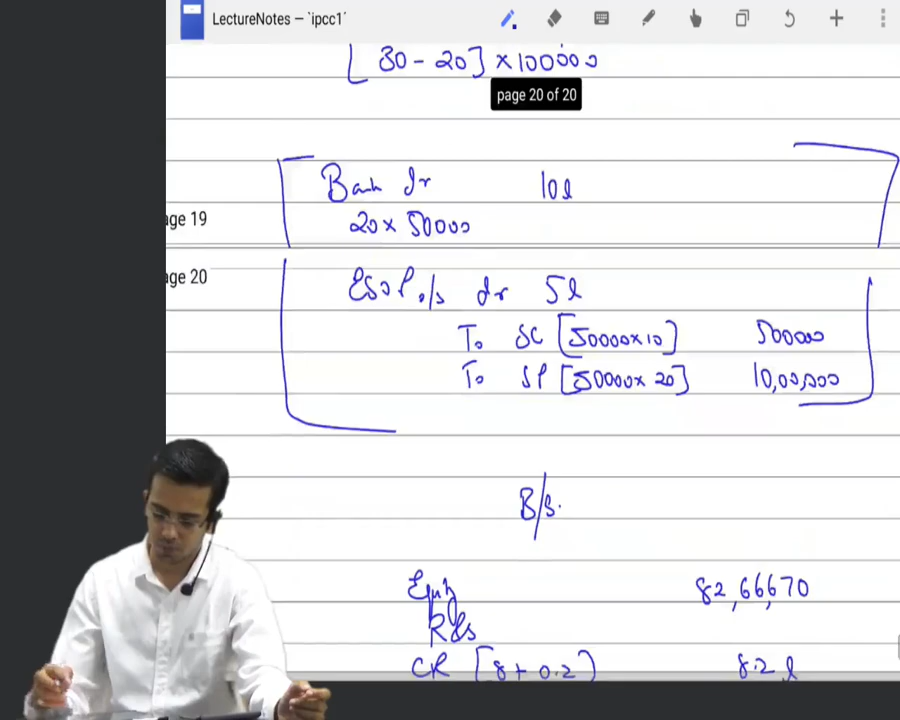 LectureNotes – `ipcc1`
[ 30 - 20] × 100000
page 20 of 20
Bank dr 10l
age 19
20 × 50000
age 20
ESOP o/s dr 5l
To SC [50000×10] 500000
To SP [50000× 20] 10,00,000
B/S.
82,66,670
R&S
CR [8 + 0.2) 8.2 l